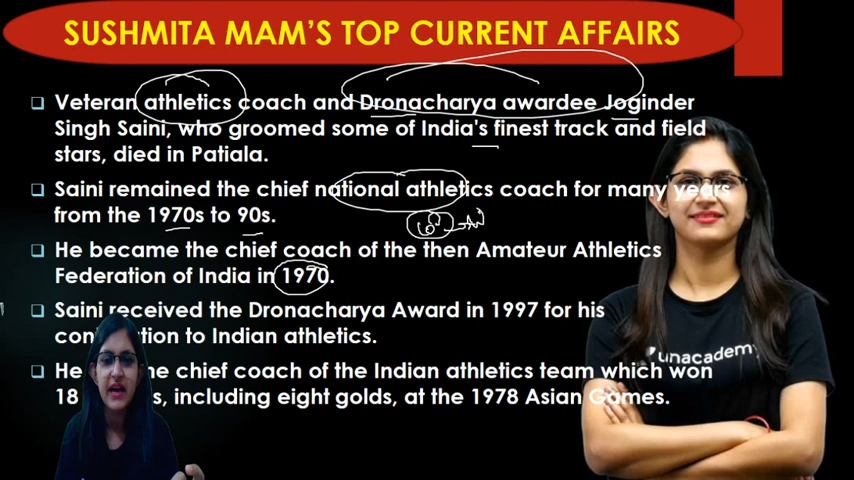 SUSHMITA MAM'S TOP CURRENT AFFAIRS
Veteran athletics coach and Dronacharya awardee Joginder
Singh Saini, who groomed some of India's finest track and field
stars, died in Patiala.
Saini remained the chief national athletics coach for many years
from the 1970s to 90s.
He became the chief coach of the then Amateur Athletics
Federation of India in 1970.
Saini received the Dronacharya Award in 1997 for his
tion to Indian athletics.
He chief coach of the Indian athletics team which won
18 s, including eight golds, at the 1978 Asian Games.
unacademy